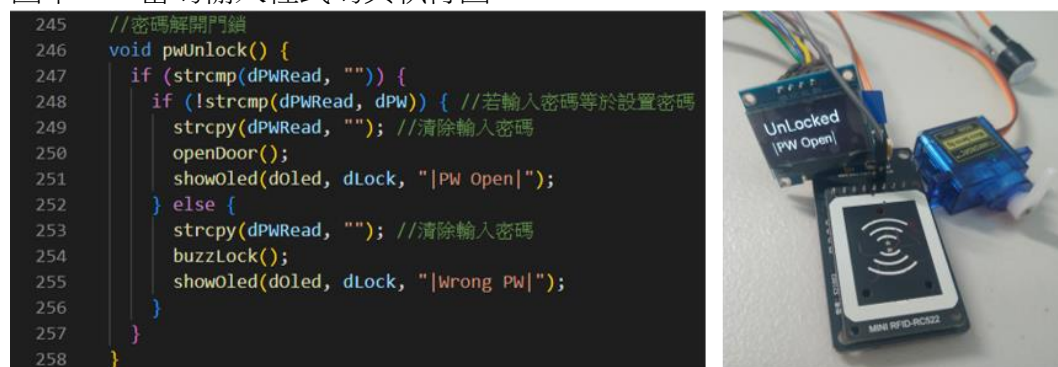 245 //密碼解開門鎖
246 void pwUnlock() {
247 if (strcmp(dPWRead, "")) {
248 if (!strcmp(dPWRead, dPW)) { //若輸入密碼等於設置密碼
249 strcpy(dPWRead, ""); //清除輸入密碼
250 openDoor();
251 showOled(dOled, dLock, "|PW Open|");
252 } else {
253 strcpy(dPWRead, ""); //清除輸入密碼
254 buzzLock();
255 showOled(dOled, dLock, "|Wrong PW|");
256 }
257 }
258 }
UnLocked
|PW Open|
MINI RFID-RC522